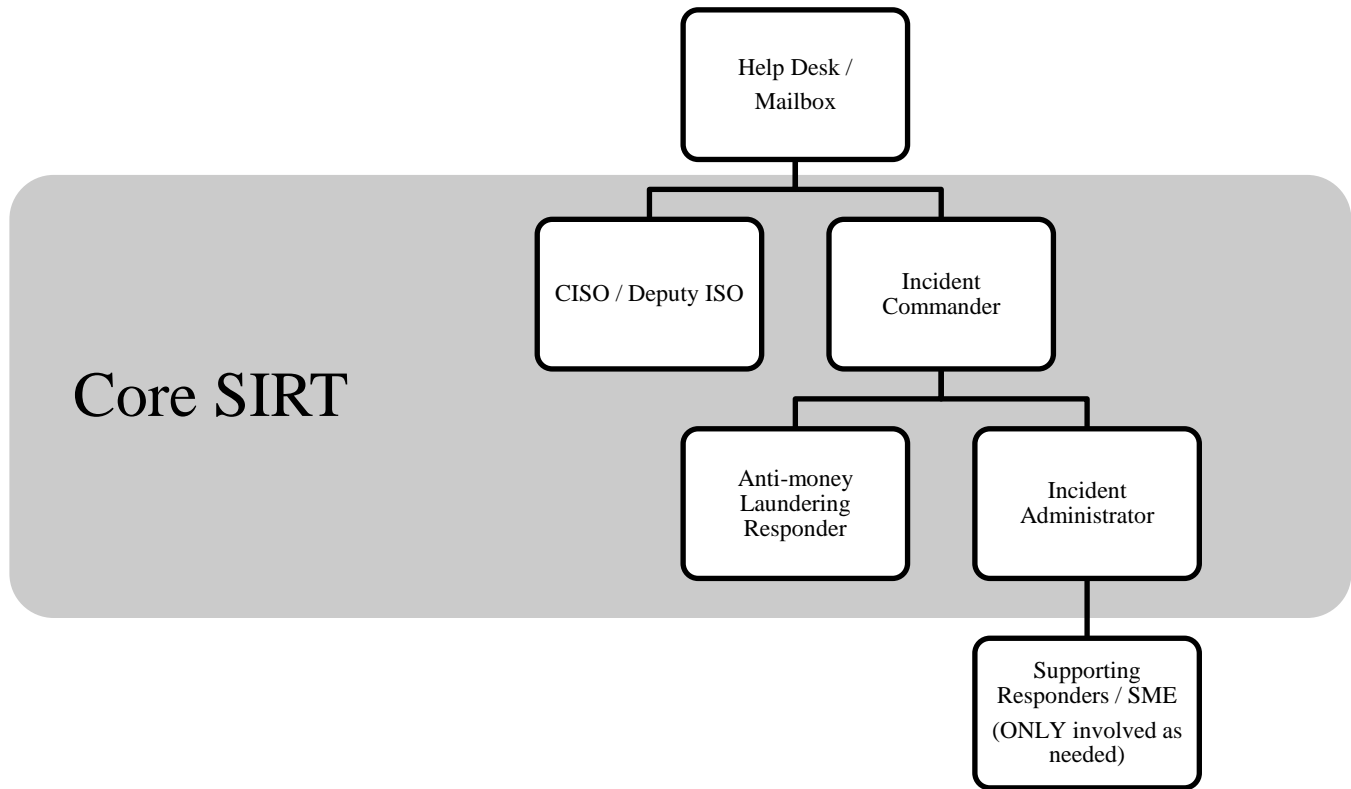 Help Desk /
Mailbox
CISO / Deputy ISO
Incident
Commander
Core SIRT
Anti-money
Laundering
Responder
Incident
Administrator
Supporting
Responders / SME
(ONLY involved as
needed)